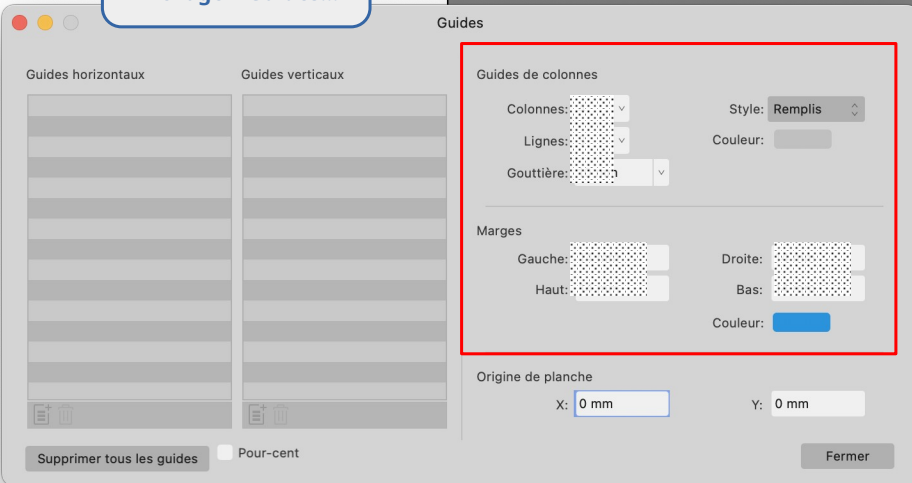 Guides
Guides horizontaux
Guides verticaux
Guides de colonnes
Colonnes:
Style: Remplis
Lignes:
Couleur:
Gouttière:
Marges
Gauche:
Droite:
Haut:
Bas:
Couleur:
Origine de planche
X: 0 mm
Y: 0 mm
Supprimer tous les guides
Pour-cent
Fermer